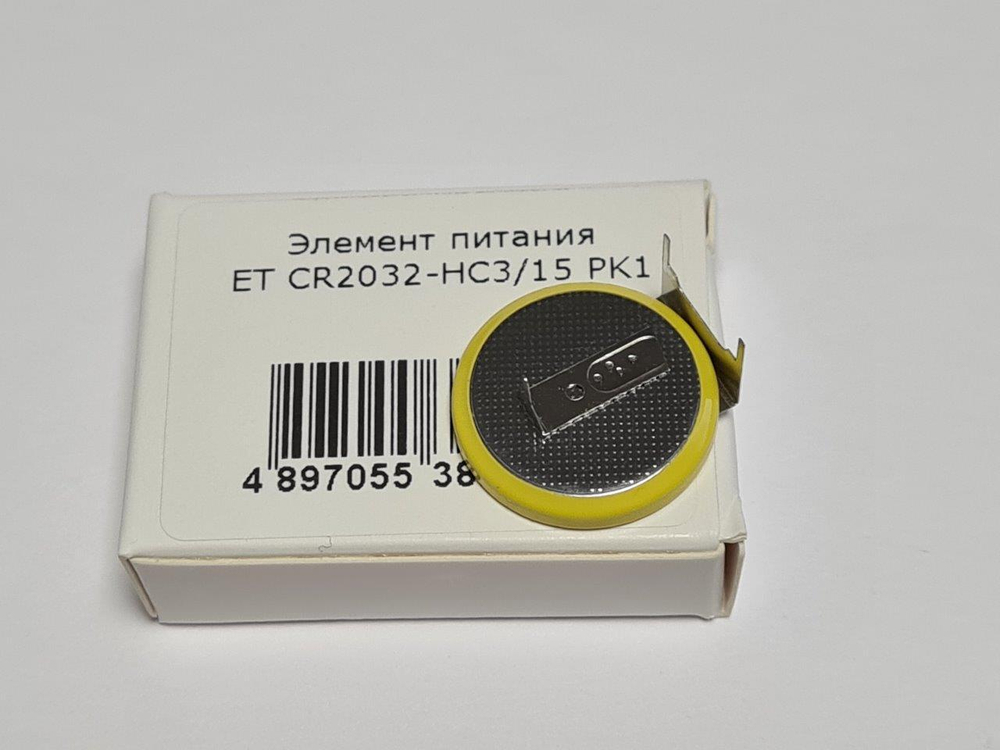 Элемент питания
ET CR2032-HC3/15 PK1
4 897055 38